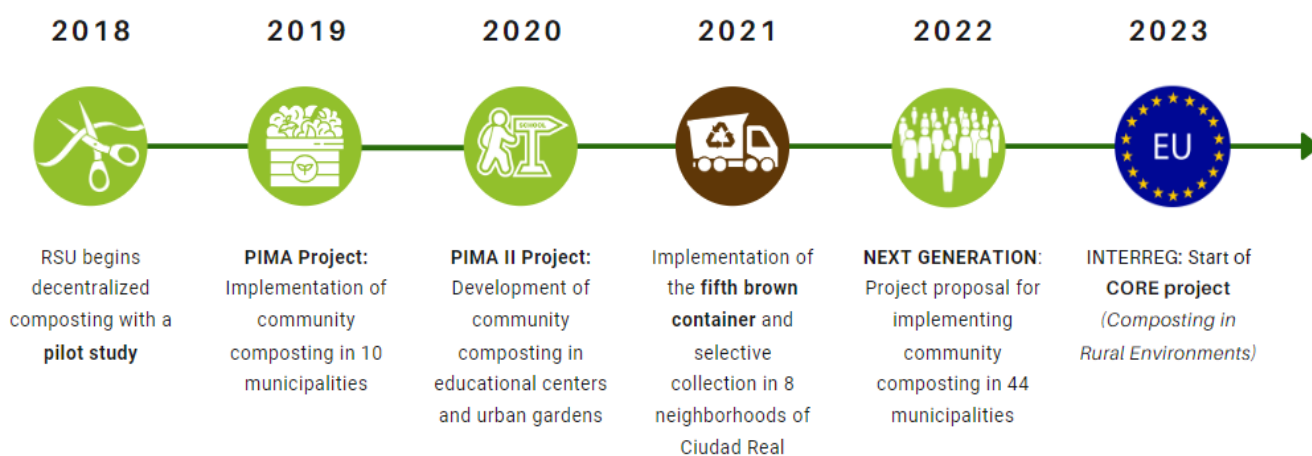 2018
2019
2020
2021
2022
2023
SCHOOL
EU
RSU begins
decentralized
composting with a
pilot study
PIMA Project:
Implementation of
community
composting in 10
municipalities
PIMA II Project:
Development of
community
composting in
educational centers
and urban gardens
Implementation of
the fifth brown
container and
selective
collection in 8
neighborhoods of
Ciudad Real
NEXT GENERATION:
Project proposal for
implementing
community
composting in 44
municipalities
INTERREG: Start of
CORE project
(Composting in
Rural Environments)